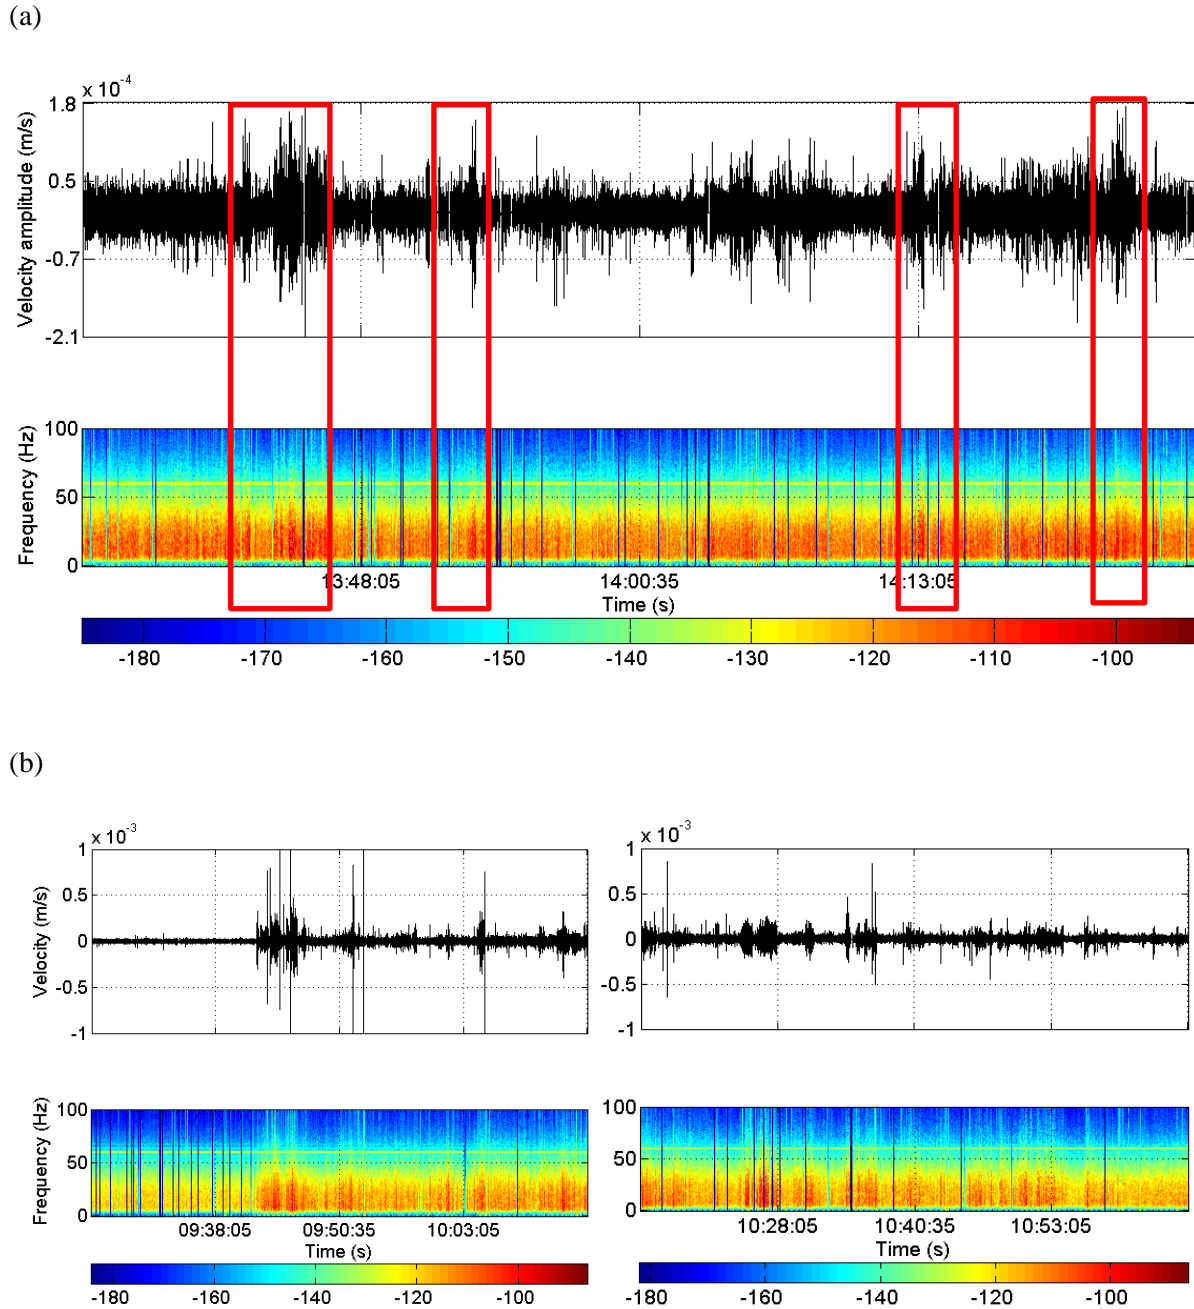 (a)
x 10-4
1.8
0.5
-0.7
-2.1
Velocity amplitude (m/s)
100
50
0
Frequency (Hz)
13:48:05 14:00:35 14:13:05
Time (s)
-180 -170 -160 -150 -140 -130 -120 -110 -100
(b)
x 10-3
1
0.5
0
-0.5
-1
Velocity (m/s)
x 10-3
1
0.5
0
-0.5
-1
100
50
0
Frequency (Hz)
09:38:05 09:50:35 10:03:05
Time (s)
-180 -160 -140 -120 -100
100
50
0
10:28:05 10:40:35 10:53:05
Time (s)
-180 -160 -140 -120 -100